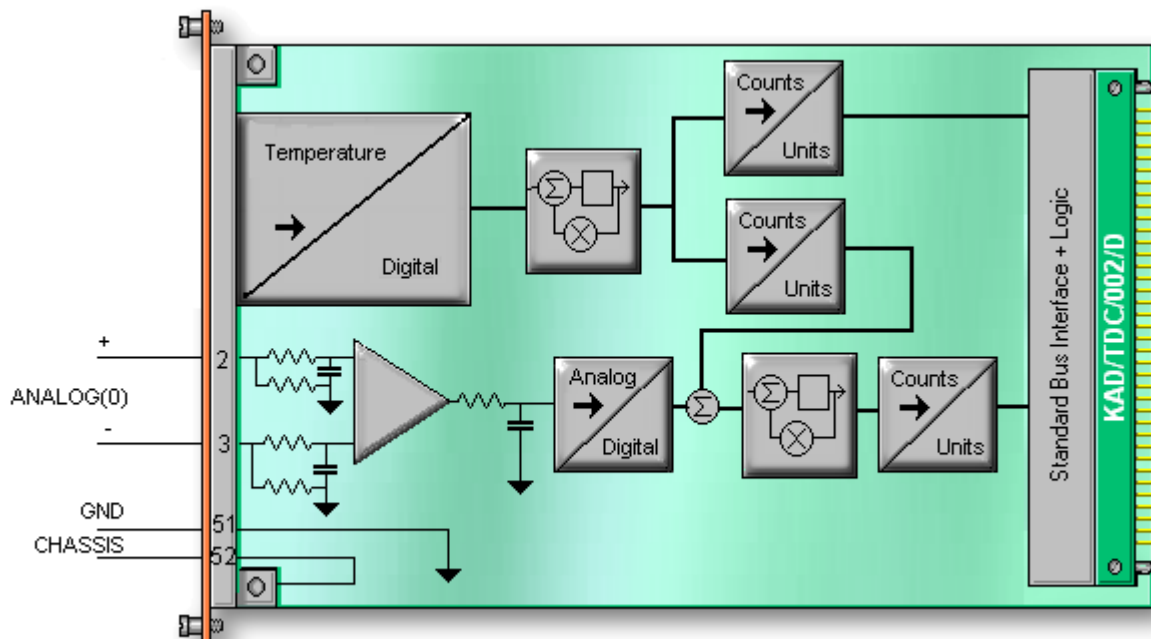 Temperature
Digital
Counts
Units
Counts
Units
+
2
ANALOG(0)
-
3
Analog
Digital
Σ
Σ
Σ
Counts
Units
GND
51
CHASSIS
52
Standard Bus Interface + Logic
KAD/TDC/002/D